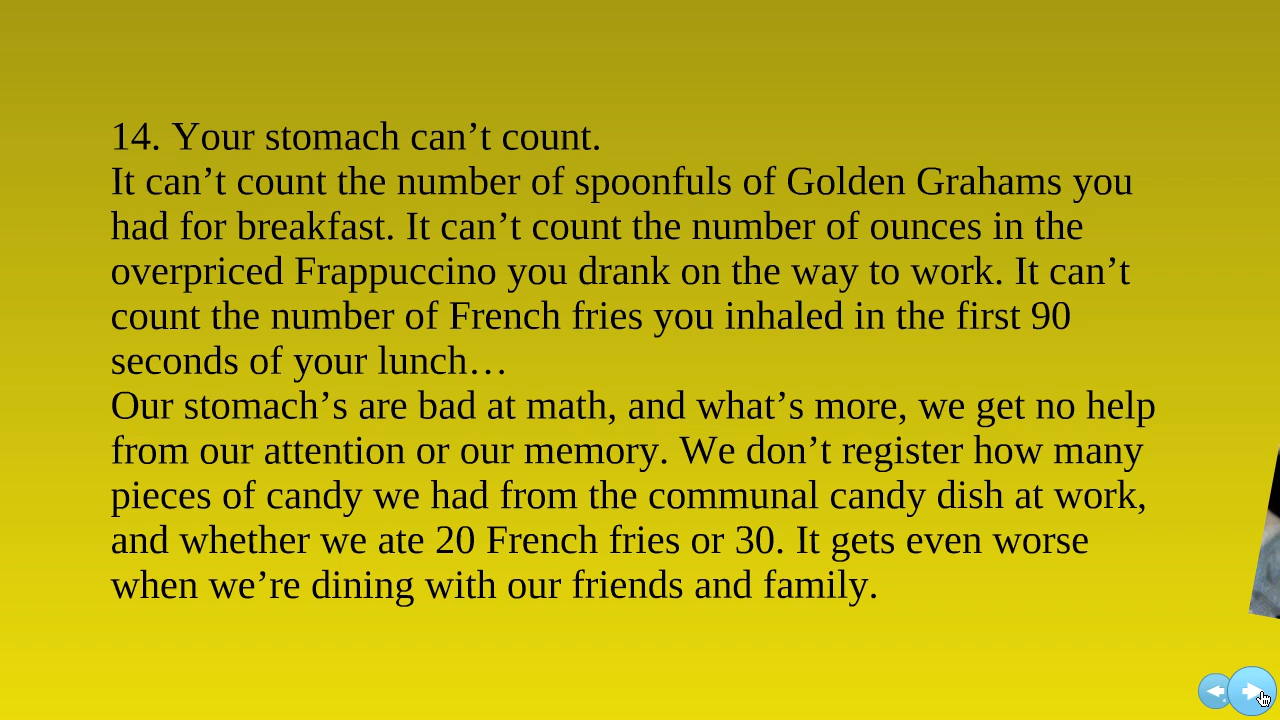 14. Your stomach can’t count.
It can’t count the number of spoonfuls of Golden Grahams you
had for breakfast. It can’t count the number of ounces in the
overpriced Frappuccino you drank on the way to work. It can’t
count the number of French fries you inhaled in the first 90
seconds of your lunch…
Our stomach’s are bad at math, and what’s more, we get no help
from our attention or our memory. We don’t register how many
pieces of candy we had from the communal candy dish at work,
and whether we ate 20 French fries or 30. It gets even worse
when we’re dining with our friends and family.